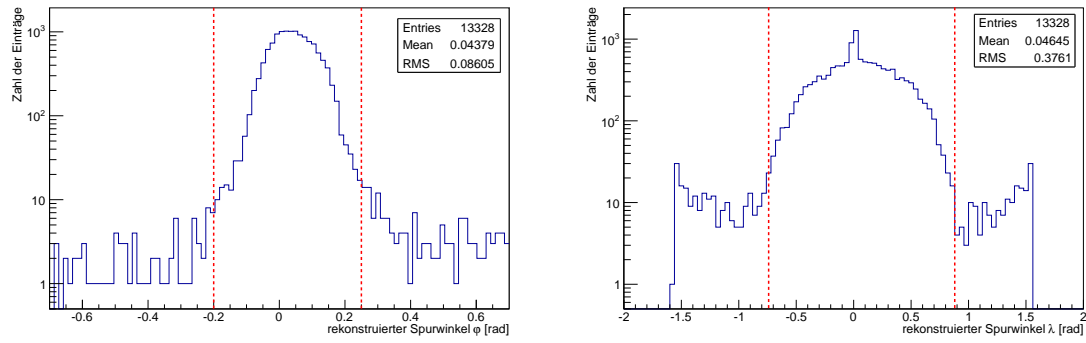 Zahl der Einträge
10³
10²
10
1
Entries 13328
Mean 0.04379
RMS 0.08605
-0.6 -0.4 -0.2 0 0.2 0.4 0.6
rekonstruierter Spurwinkel φ [rad]
Zahl der Einträge
10³
10²
10
1
Entries 13328
Mean 0.04645
RMS 0.3761
-2 -1.5 -1 -0.5 0 0.5 1 1.5 2
rekonstruierter Spurwinkel λ [rad]